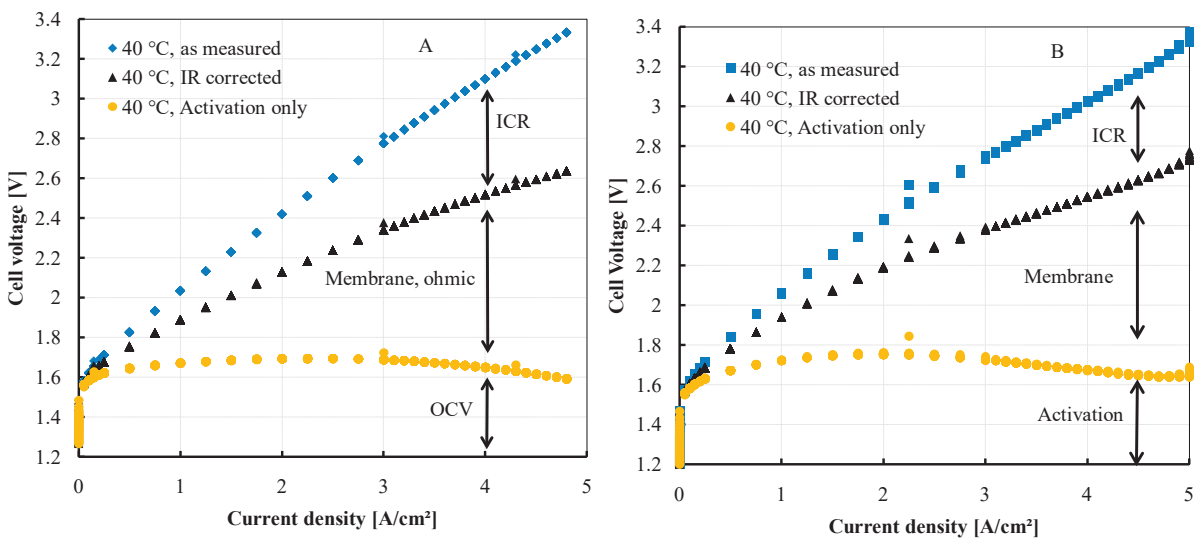 3.4
3.2
3.0
2.8
2.6
2.4
2.2
2.0
1.8
1.6
1.4
1.2
Cell voltage [V]
A
40 °C, as measured
40 °C, IR corrected
40 °C, Activation only
ICR
Membrane, ohmic
OCV
0 1 2 3 4 5
Current density [A/cm²]
3.4
3.2
3
2.8
2.6
2.4
2.2
2
1.8
1.6
1.4
1.2
Cell Voltage [V]
B
40 °C, as measured
40 °C, IR corrected
40 °C, Activation only
ICR
Membrane
Activation
0 1 2 3 4 5
Current density [A/cm²]